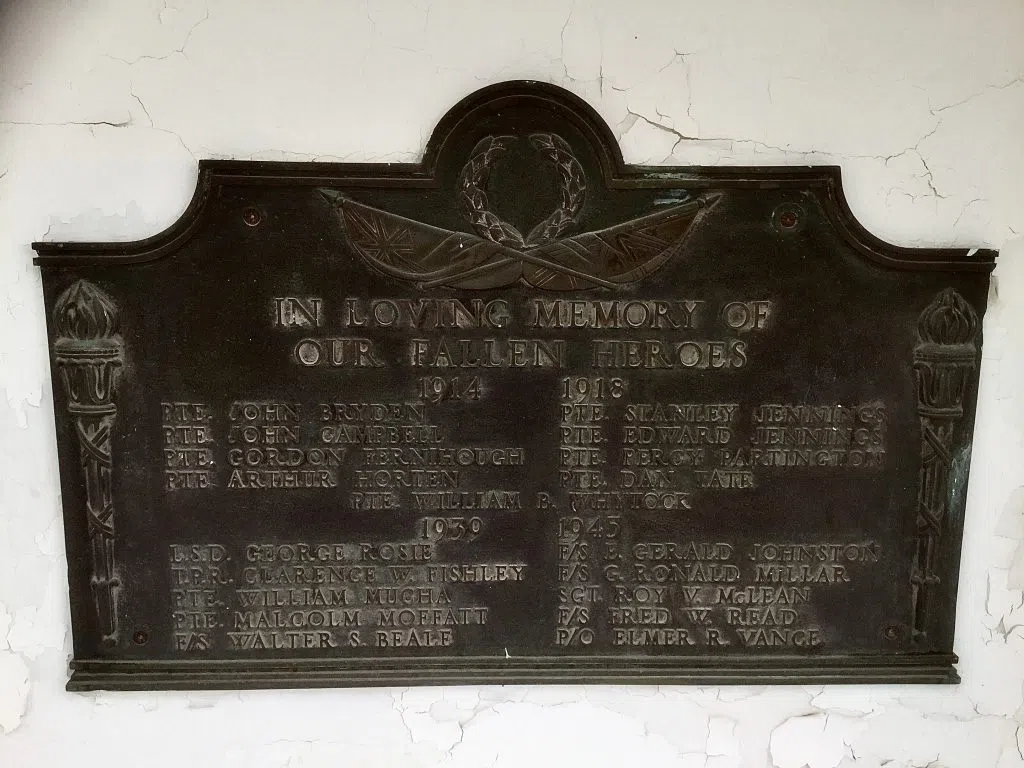 IN LOVING MEMORY OF
OUR FALLEN HEROES
1914 1918
PTE. JOHN BRYDEN PTE. STANLEY JENNINGS
PTE. JOHN CAMPBELL PTE. EDWARD JENNINGS
PTE. GORDON FERNIHOUGH PTE. PERCY PARTINGTON
PTE. ARTHUR HORTEN PTE. DAN TATE
PTE. WILLIAM B. WHYTOCK
1939 1945
L.S.D. GEORGE ROSIE F/S E. GERALD JOHNSTON
T.P.R. CLARENCE W. FISHLEY F/S G. RONALD MILLAR
PTE. WILLIAM MUCHA SGT. ROY V. McLEAN
PTE. MALCOLM MOFFATT F/S FRED W. READ
F/S WALTER S. BEALE P/O ELMER R. VANCE